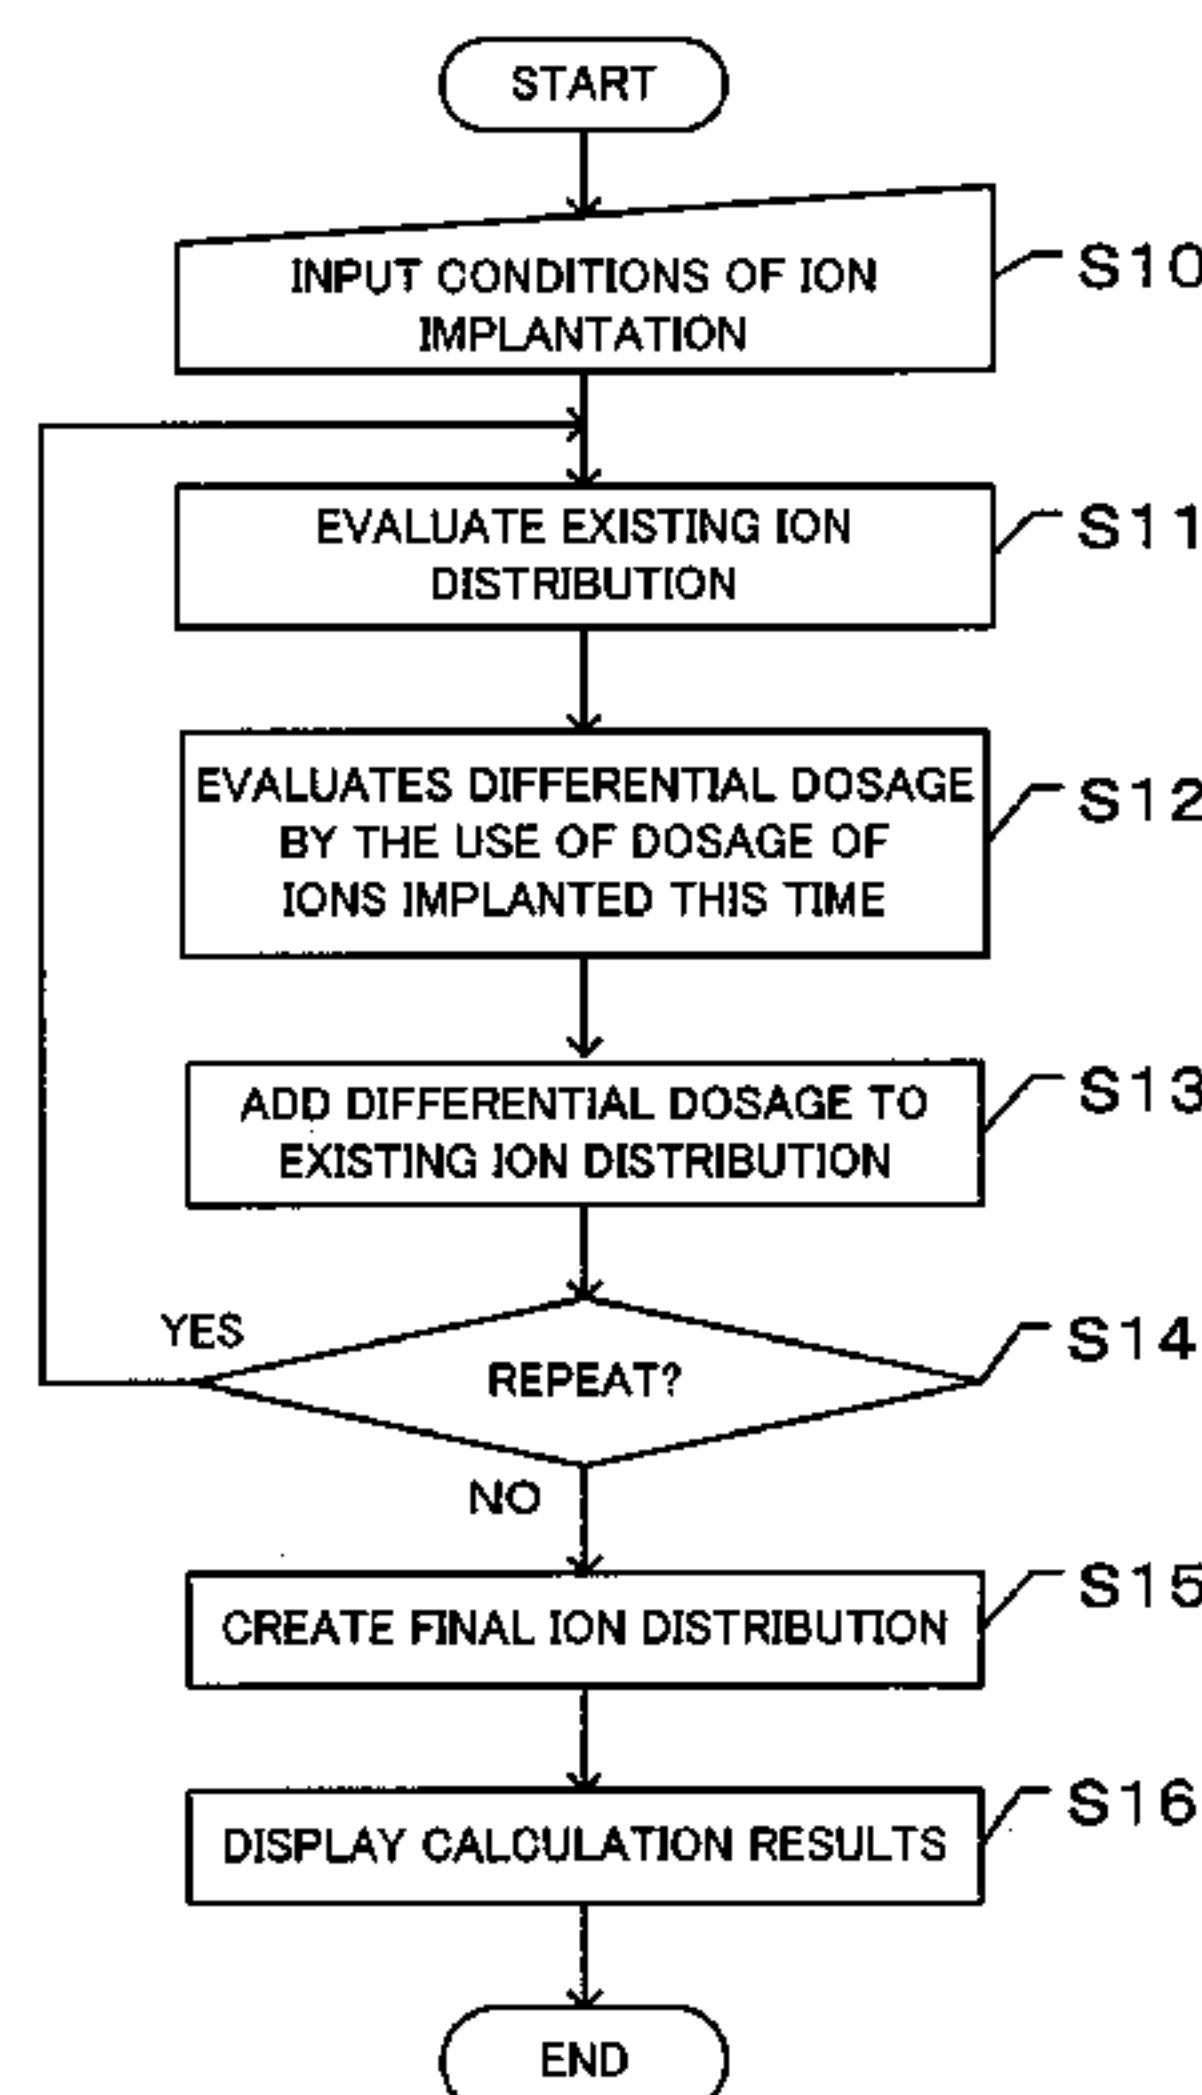 START
INPUT CONDITIONS OF ION
IMPLANTATION
S10
EVALUATE EXISTING ION
DISTRIBUTION
S11
EVALUATES DIFFERENTIAL DOSAGE
BY THE USE OF DOSAGE OF
IONS IMPLANTED THIS TIME
S12
ADD DIFFERENTIAL DOSAGE TO
EXISTING ION DISTRIBUTION
S13
YES
REPEAT?
S14
NO
CREATE FINAL ION DISTRIBUTION
S15
DISPLAY CALCULATION RESULTS
S16
END